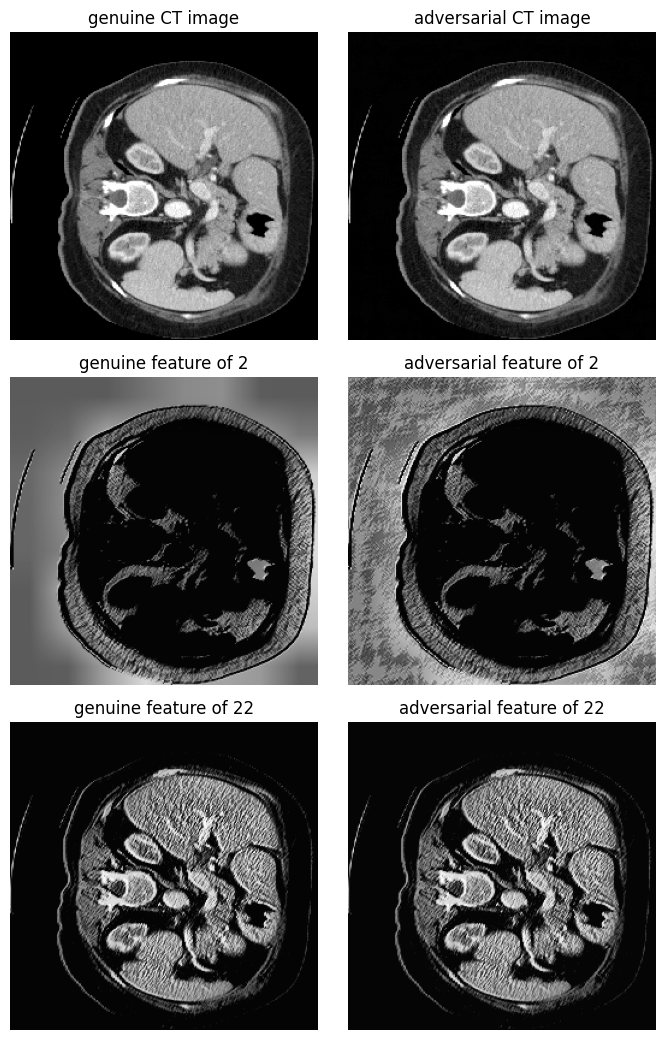 genuine CT image
adversarial CT image
genuine feature of 2
adversarial feature of 2
genuine feature of 22
adversarial feature of 22